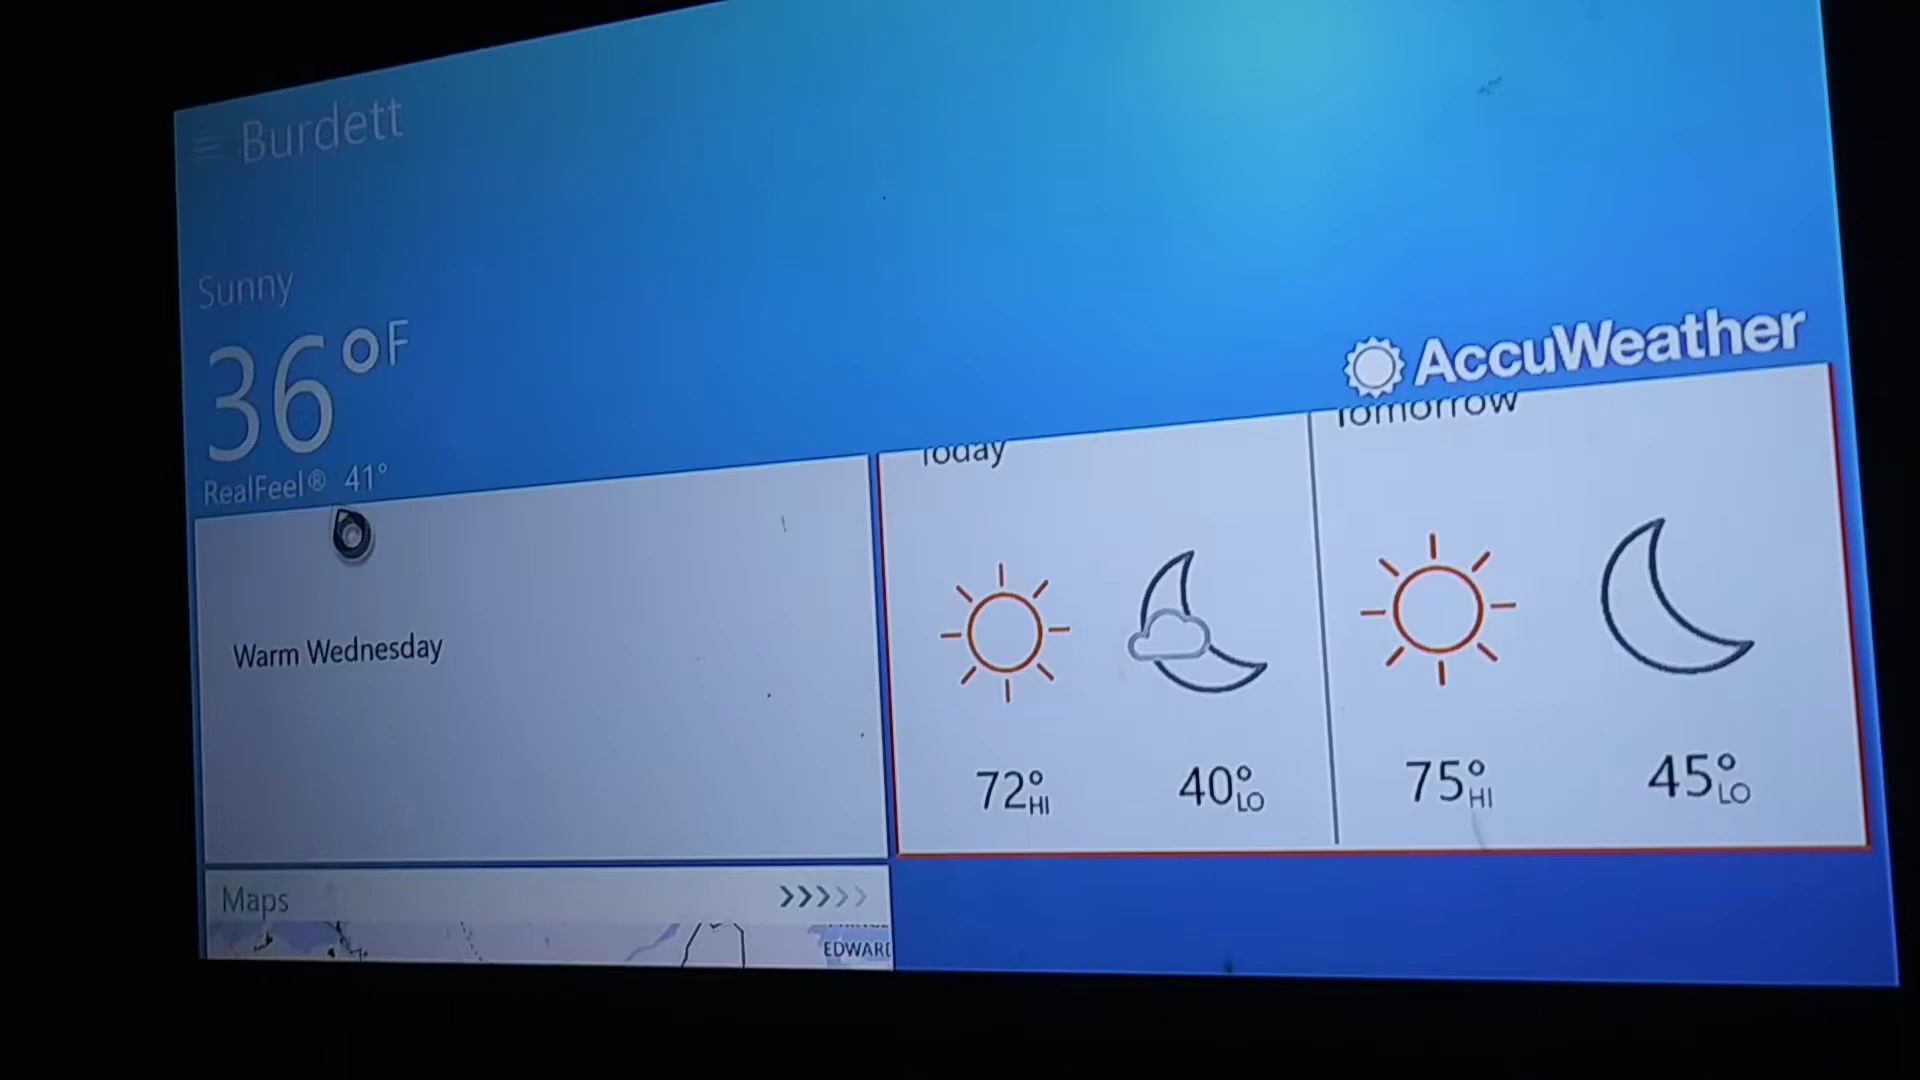 Burdett
Sunny
36°F
RealFeel® 41°
AccuWeather
Today
Tomorrow
Warm Wednesday
72°HI
40°LO
75°HI
45°LO
Maps
EDWARD